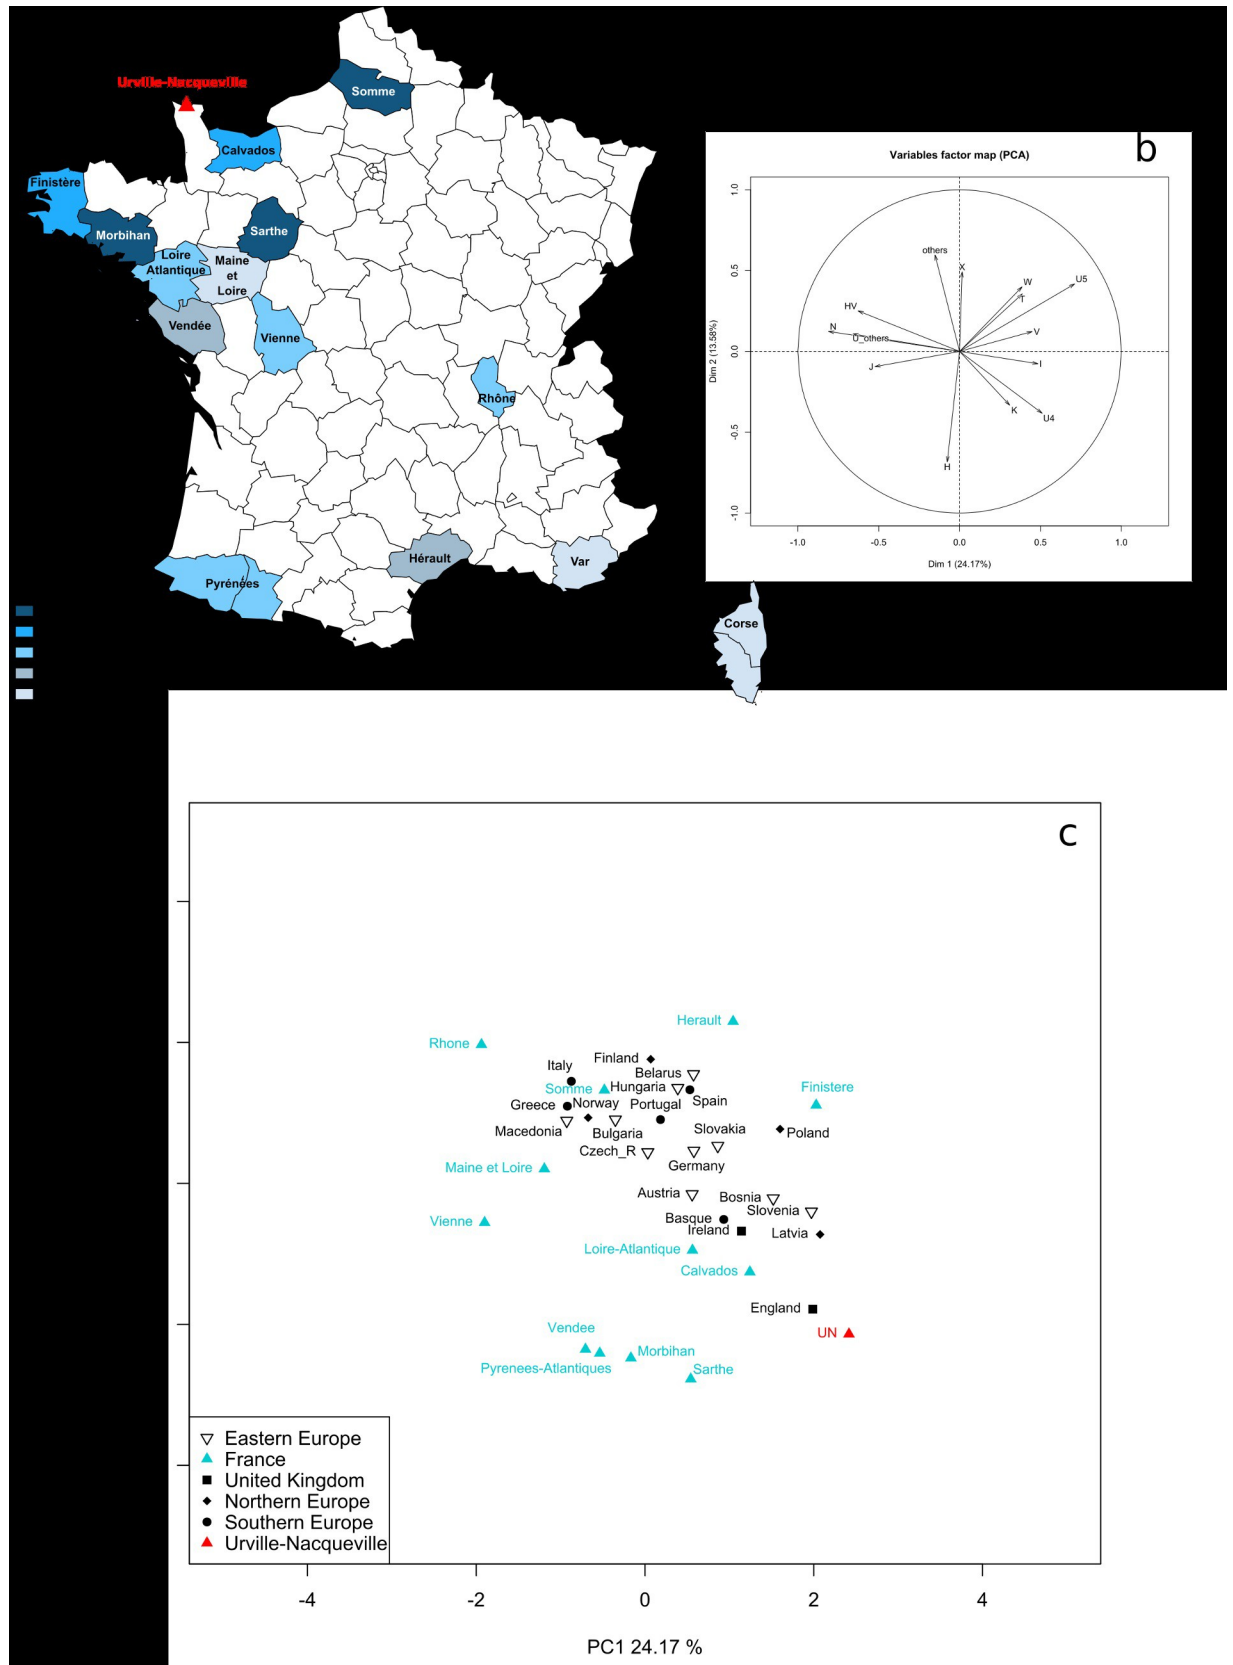 Urville-Nacqueville
Somme
Calvados
Finistère
Morbihan
Sarthe
Loire
Atlantique
Maine
et
Loire
Vendée
Vienne
Rhône
Pyrénées
Hérault
Var
Corse
b
Variables factor map (PCA)
others
X
W
T
U5
HV
N
U_others
V
J
I
K
U4
H
1.0
0.5
0.0
-0.5
-1.0
Dim 2 (13.58%)
-1.0 -0.5 0.0 0.5 1.0
Dim 1 (24.17%)
c
Herault
Rhone
Finland
Italy
Belarus
Somme
Hungaria
Spain
Finistere
Greece
Norway
Portugal
Macedonia
Bulgaria
Slovakia
Poland
Czech_R
Germany
Maine et Loire
Austria
Bosnia
Slovenia
Vienne
Basque
Ireland
Latvia
Loire-Atlantique
Calvados
England
UN
Vendee
Morbihan
Pyrenees-Atlantiques
Sarthe
Eastern Europe
France
United Kingdom
Northern Europe
Southern Europe
Urville-Nacqueville
-4 -2 0 2 4
PC1 24.17 %